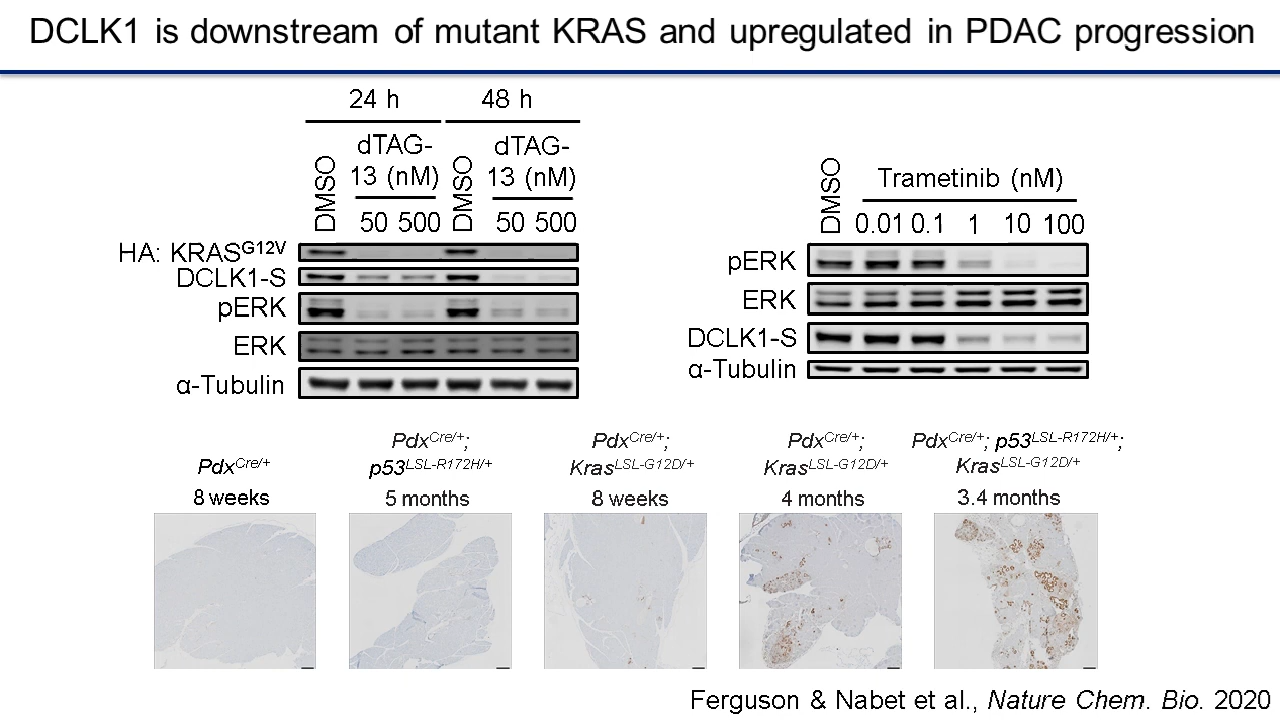 DCLK1 is downstream of mutant KRAS and upregulated in PDAC progression
24 h
48 h
DMSO
dTAG-
13 (nM)
50 500
DMSO
dTAG-
13 (nM)
50 500
HA: KRASG12V
DCLK1-S
pERK
ERK
α-Tubulin
DMSO
Trametinib (nM)
0.01 0.1 1 10 100
pERK
ERK
DCLK1-S
α-Tubulin
PdxCre/+
8 weeks
PdxCre/+;
p53LSL-R172H/+
5 months
PdxCre/+;
KrasLSL-G12D/+
8 weeks
PdxCre/+;
KrasLSL-G12D/+
4 months
PdxCre/+; p53LSL-R172H/+;
KrasLSL-G12D/+
3.4 months
Ferguson & Nabet et al., Nature Chem. Bio. 2020